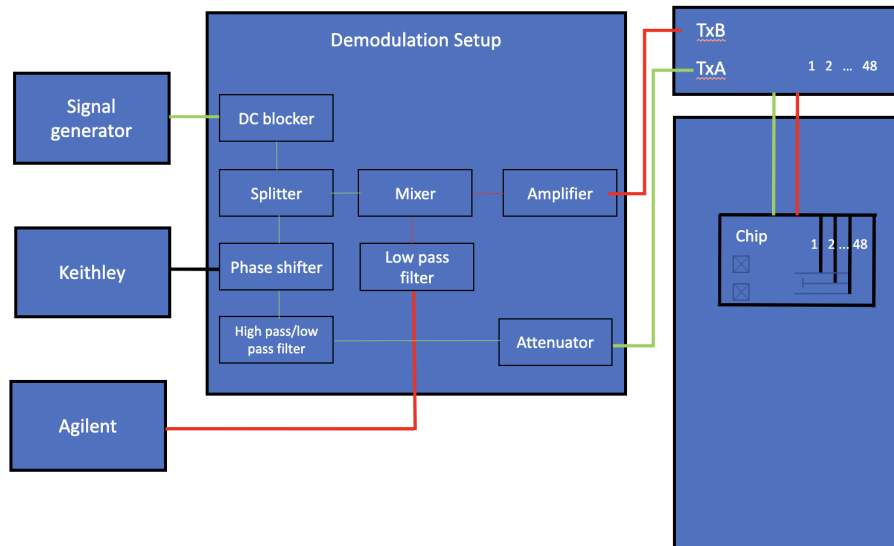 Demodulation Setup
TxB
TxA
1 2 ... 48
Signal
generator
DC blocker
Splitter
Mixer
Amplifier
Keithley
Phase shifter
Low pass
filter
Chip
1 2 ... 48
High pass/low
pass filter
Attenuator
Agilent